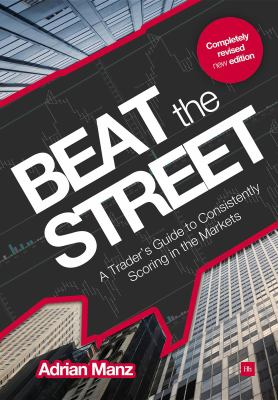 Completely
revised
new edition
BEAT the
STREET
A Trader's Guide to Consistently
Scoring in the Markets
Adrian Manz
Hh